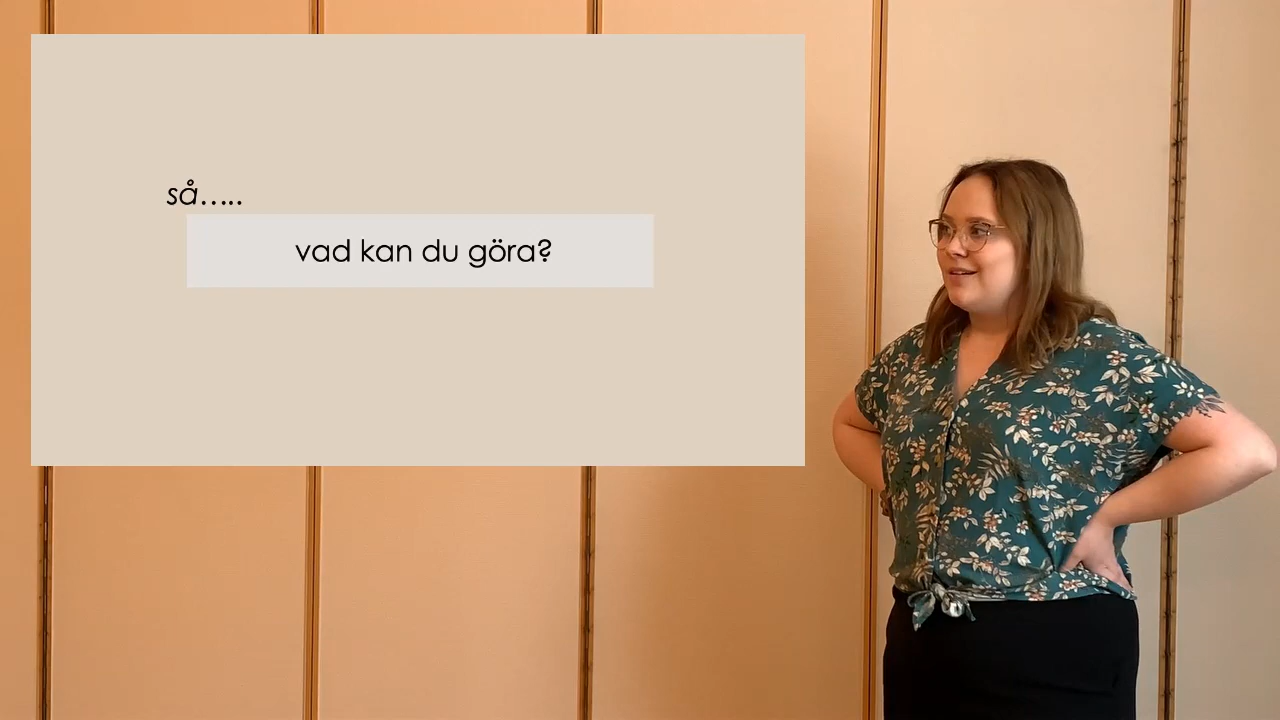 så.....
vad kan du göra?